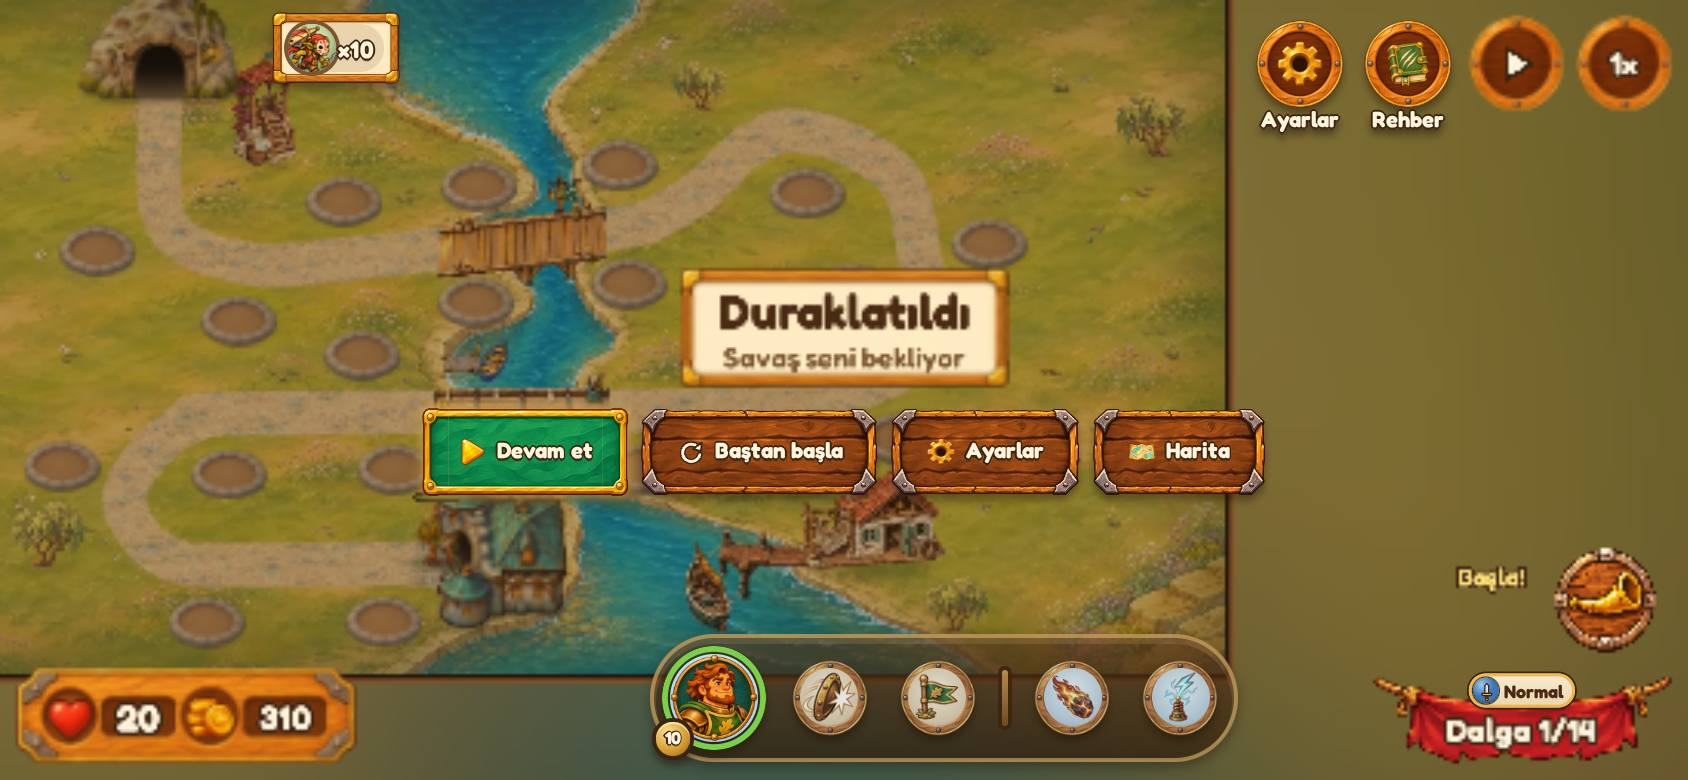 x10
1x
Ayarlar
Rehber
Duraklatıldı
Savaş seni bekliyor
Devam et
Baştan başla
Ayarlar
Harita
Başla!
20
310
10
Normal
Dalga 1/14